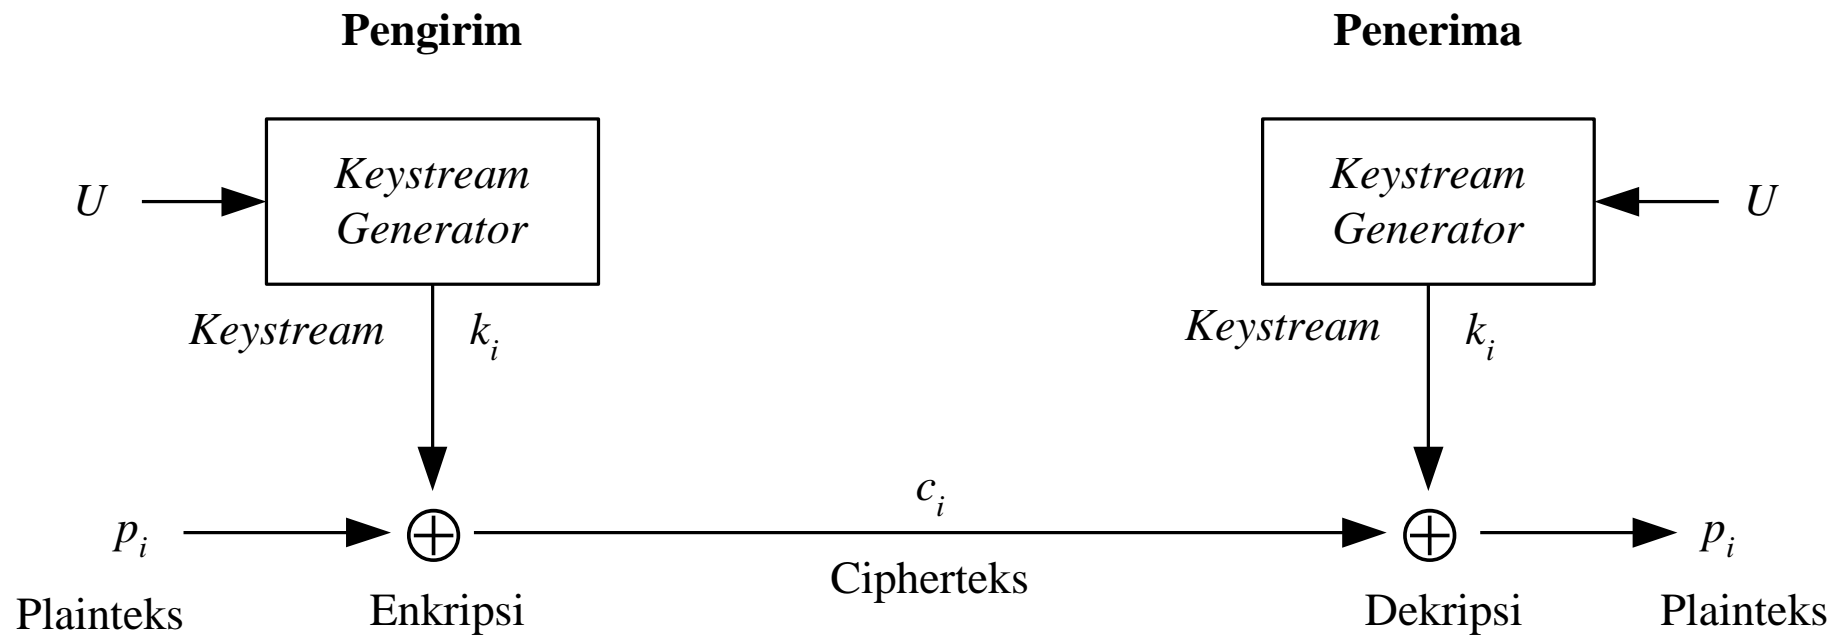 Pengirim
Penerima
Keystream
Generator
U
Keystream
Generator
U
Keystream
k_i
Keystream
k_i
c_i
p_i
p_i
Cipherteks
Plainteks
Enkripsi
Dekripsi
Plainteks